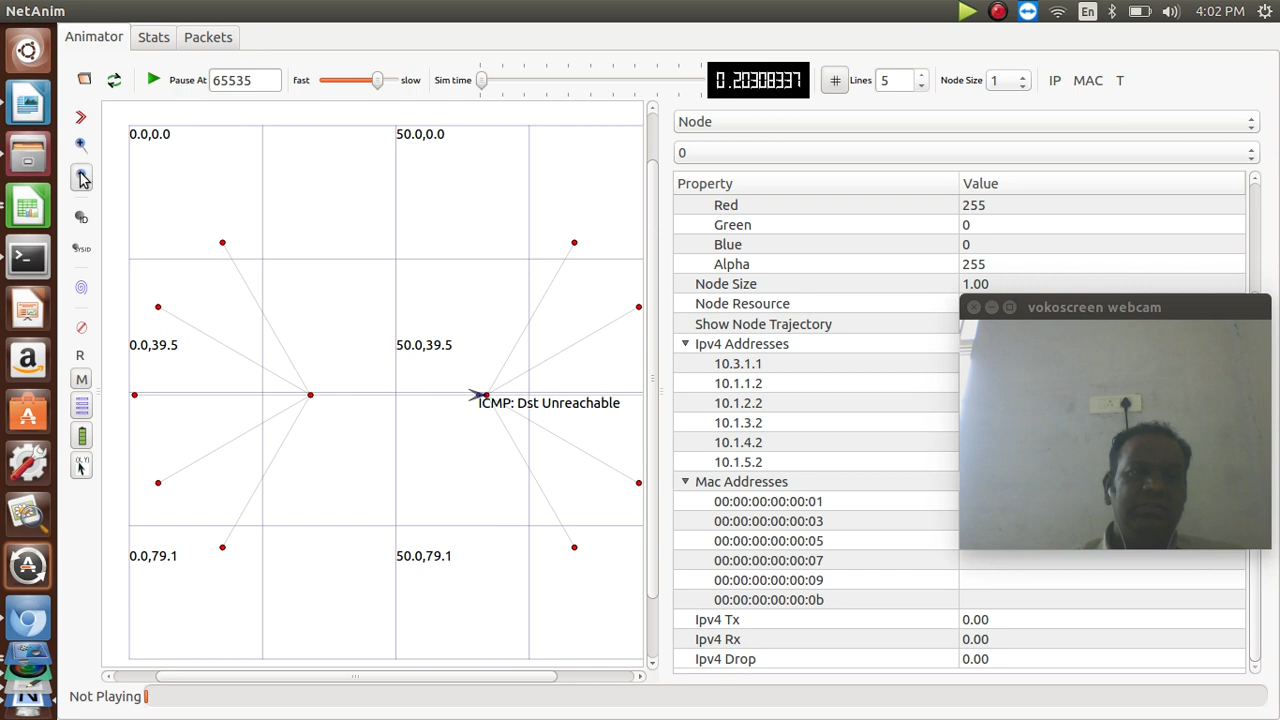 NetAnim
En
4:02 PM
Animator
Stats
Packets
Pause At
65535
fast
slow
Sim time
0.20308337
Lines
5
Node Size
1
IP
MAC
T
ID
SYSID
R
M
(X, Y)
0.0,0.0
50.0,0.0
0.0,39.5
50.0,39.5
ICMP: Dst Unreachable
0.0,79.1
50.0,79.1
Node
0
Property Value
Red 255
Green 0
Blue 0
Alpha 255
Node Size 1.00
Node Resource
Show Node Trajectory
Ipv4 Addresses
10.3.1.1
10.1.1.2
10.1.2.2
10.1.3.2
10.1.4.2
10.1.5.2
Mac Addresses
00:00:00:00:00:01
00:00:00:00:00:03
00:00:00:00:00:05
00:00:00:00:00:07
00:00:00:00:00:09
00:00:00:00:00:0b
Ipv4 Tx 0.00
Ipv4 Rx 0.00
Ipv4 Drop 0.00
vokoscreen webcam
Not Playing